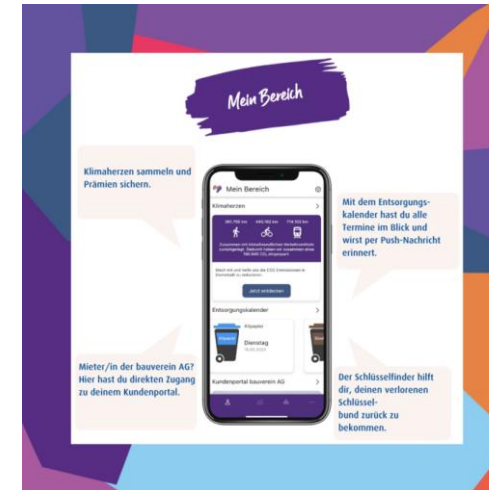 Mein Bereich
Klimaherzen sammeln und
Prämien sichern.
Mit dem Entsorgungs-
kalender hast du alle
Termine im Blick und
wirst per Push-Nachricht
erinnert.
Mieter/in der bauverein AG?
Hier hast du direkten Zugang
zu deinem Kundenportal.
Der Schlüsselfinder hilft
dir, deinen verlorenen
Schlüssel-
bund zurück zu
bekommen.
Mein Bereich
Klimaherzen
Jetzt entdecken
Entsorgungskalender
Altpapier
Dienstag
Kundenportal bauverein AG